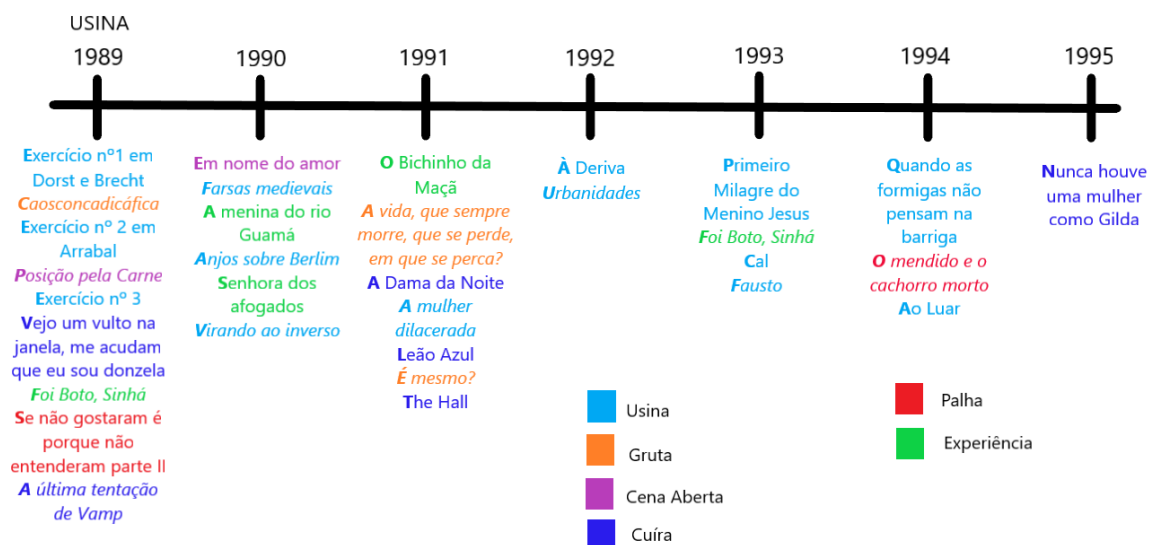 USINA
1989
1990
1991
1992
1993
1994
1995
Exercício nº1 em
Dorst e Brecht
Caosconcadicáfica
Exercício nº 2 em
Arrabal
Posição pela Carne
Exercício nº 3
Vejo um vulto na
janela, me acudam
que eu sou donzela
Foi Boto, Sinhá
Se não gostaram é
porque não
entenderam parte II
A última tentação
de Vamp
Em nome do amor
Farsas medievais
A menina do rio
Guamá
Anjos sobre Berlim
Senhora dos
afogados
Virando ao inverso
O Bichinho da
Maçã
A vida, que sempre
morre, que se perde,
em que se perca?
A Dama da Noite
A mulher
dilacerada
Leão Azul
É mesmo?
The Hall
À Deriva
Urbanidades
Primeiro
Milagre do
Menino Jesus
Foi Boto, Sinhá
Cal
Fausto
Quando as
formigas não
pensam na
barriga
O mendido e o
cachorro morto
Ao Luar
Nunca houve
uma mulher
como Gilda
Usina
Gruta
Cena Aberta
Cuíra
Palha
Experiência